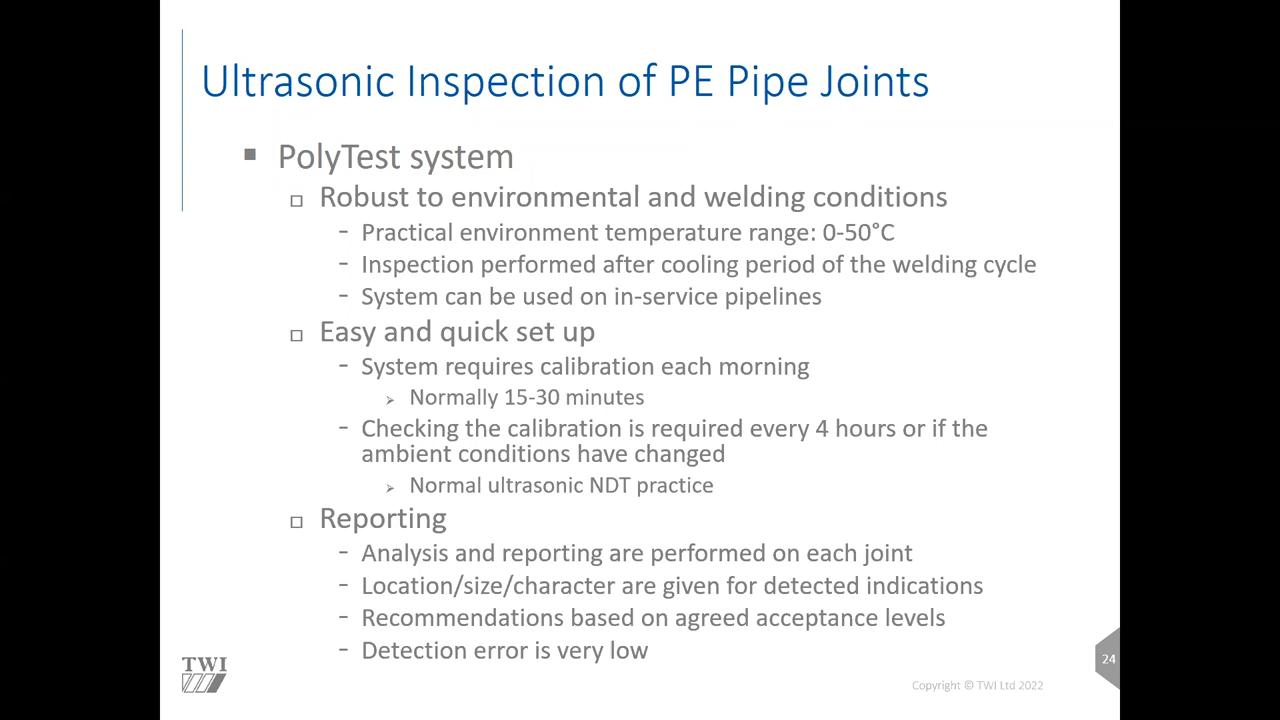 Ultrasonic Inspection of PE Pipe Joints
PolyTest system
Robust to environmental and welding conditions
- Practical environment temperature range: 0-50°C
- Inspection performed after cooling period of the welding cycle
- System can be used on in-service pipelines
Easy and quick set up
- System requires calibration each morning
Normally 15-30 minutes
- Checking the calibration is required every 4 hours or if the
ambient conditions have changed
Normal ultrasonic NDT practice
Reporting
- Analysis and reporting are performed on each joint
- Location/size/character are given for detected indications
- Recommendations based on agreed acceptance levels
- Detection error is very low
TWI
Copyright © TWI Ltd 2022
24